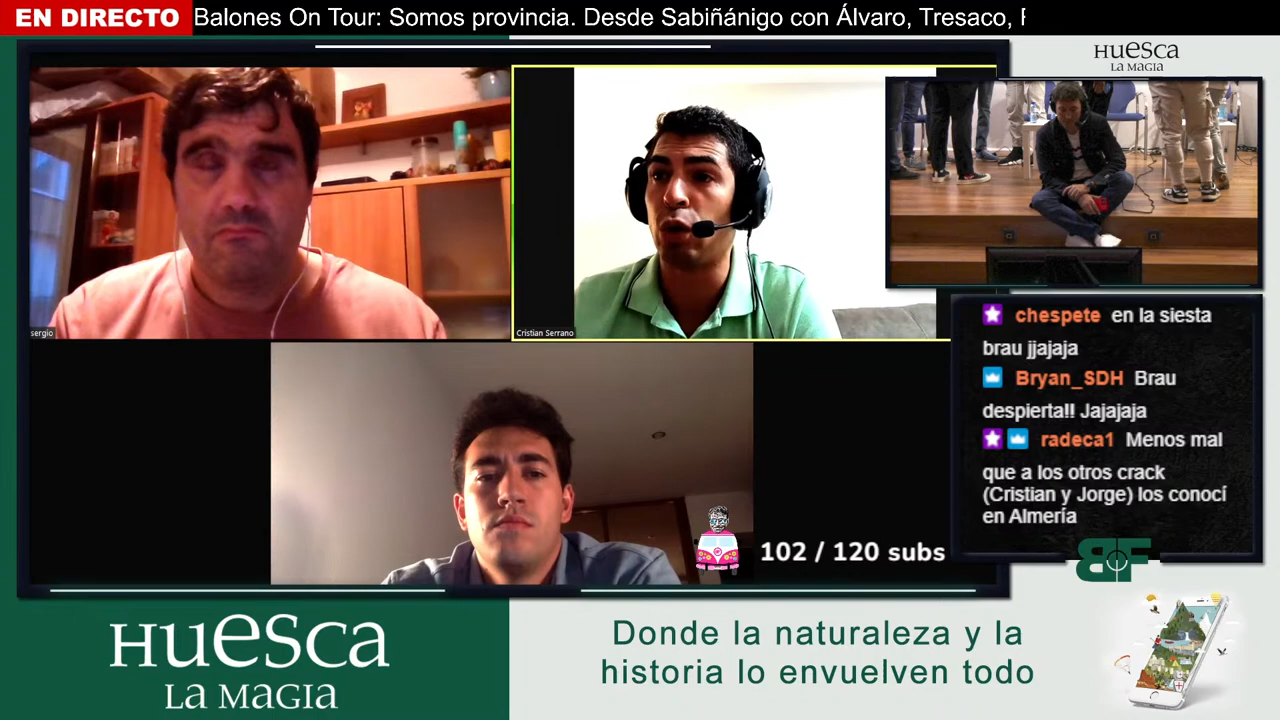 EN DIRECTO
Balones On Tour: Somos provincia. Desde Sabiñánigo con Álvaro, Tresaco,
HUESCA
LA MAGIA
sergio
Cristian Serrano
chespete en la siesta
brau jjajaja
Bryan_SDH Brau
despierta!! Jajajaja
radeca1 Menos mal
que a los otros crack
(Cristian y Jorge) los conocí
en Almería
102 / 120 subs
BF
HUESCA
LA MAGIA
Donde la naturaleza y la
historia lo envuelven todo